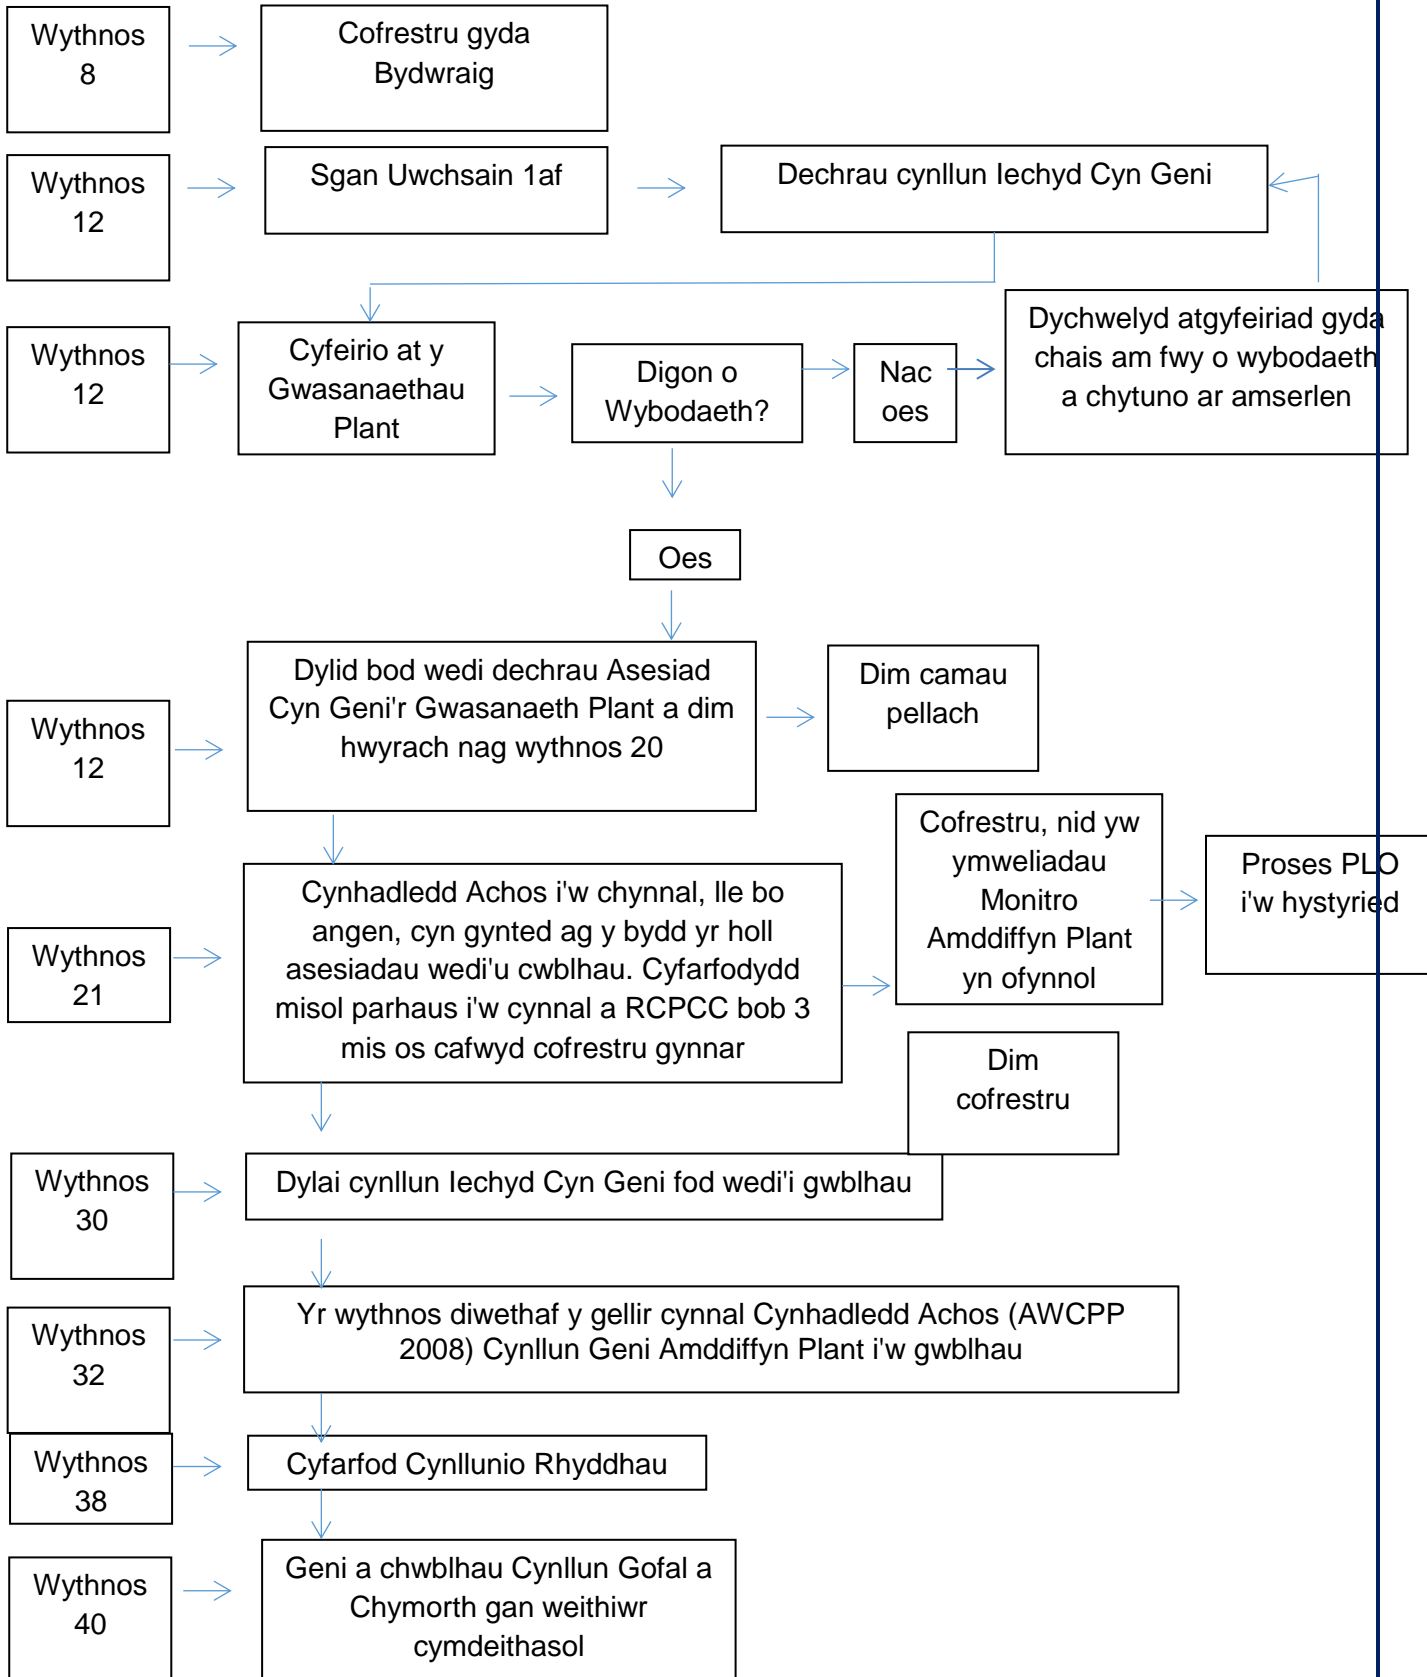 Wythnos
8
Cofrestru gyda
Bydwraig
Wythnos
12
Sgan Uwchsain 1af
Dechrau cynllun Iechyd Cyn Geni
Wythnos
12
Cyfeirio at y
Gwasanaethau
Plant
Digon o
Wybodaeth?
Nac
oes
Dychwelyd atgyfeiriad gyda
chais am fwy o wybodaeth
a chytuno ar amserlen
Oes
Wythnos
12
Dylid bod wedi dechrau Asesiad
Cyn Geni'r Gwasanaeth Plant a dim
hwyrach nag wythnos 20
Dim camau
pellach
Wythnos
21
Cynhadledd Achos i'w chynnal, lle bo
angen, cyn gynted ag y bydd yr holl
asesiadau wedi'u cwblhau. Cyfarfodydd
misol parhaus i'w cynnal a RCPCC bob 3
mis os cafwyd cofrestru gynnar
Cofrestru, nid yw
ymweliadau
Monitro
Amddiffyn Plant
yn ofynnol
Proses PLO
i'w hystyried
Dim
cofrestru
Wythnos
30
Dylai cynllun Iechyd Cyn Geni fod wedi'i gwblhau
Wythnos
32
Yr wythnos diwethaf y gellir cynnal Cynhadledd Achos (AWCPP
2008) Cynllun Geni Amddiffyn Plant i'w gwblhau
Wythnos
38
Cyfarfod Cynllunio Rhyddhau
Wythnos
40
Geni a chwblhau Cynllun Gofal a
Chymorth gan weithiwr
cymdeithasol